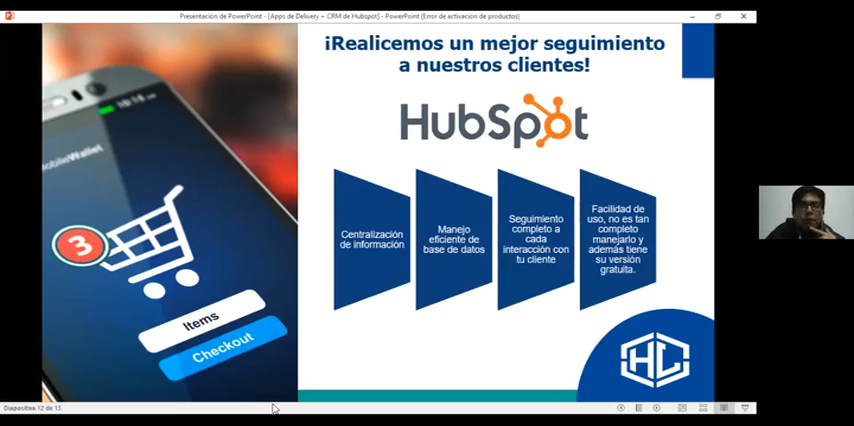 Presentación de PowerPoint - [Apps de Delivery + CRM de Hubspot] - PowerPoint (Error de activación de productos)
¡Realicemos un mejor seguimiento
a nuestros clientes!
HubSpot
MobileWallet
3
Items
Checkout
Centralización
de información
Manejo
eficiente de
base de datos
Seguimiento
completo a
cada
interacción con
tu cliente
Facilidad de
uso, no es tan
completo
manejarlo y
además tiene
su versión
gratuita.
HL
Diapositiva 12 de 13